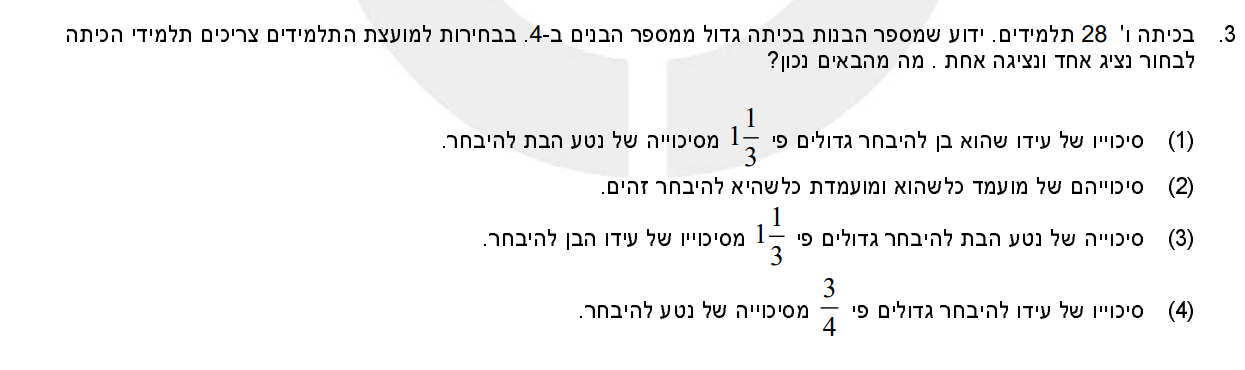 3. בכיתה ו' 28 תלמידים. ידוע שמספר הבנות בכיתה גדול ממספר הבנים ב-4. בבחירות למועצת התלמידים צריכים תלמידי הכיתה
לבחור נציג אחד ונציגה אחת . מה מהבאים נכון?
(1) סיכוייו של עידו שהוא בן להיבחר גדולים פי 1 1/3 מסיכוייה של נטע הבת להיבחר.
(2) סיכוייהם של מועמד כלשהוא ומועמדת כלשהיא להיבחר זהים.
(3) סיכוייה של נטע הבת להיבחר גדולים פי 1 1/3 מסיכוייו של עידו הבן להיבחר.
(4) סיכוייו של עידו להיבחר גדולים פי 3/4 מסיכוייה של נטע להיבחר.